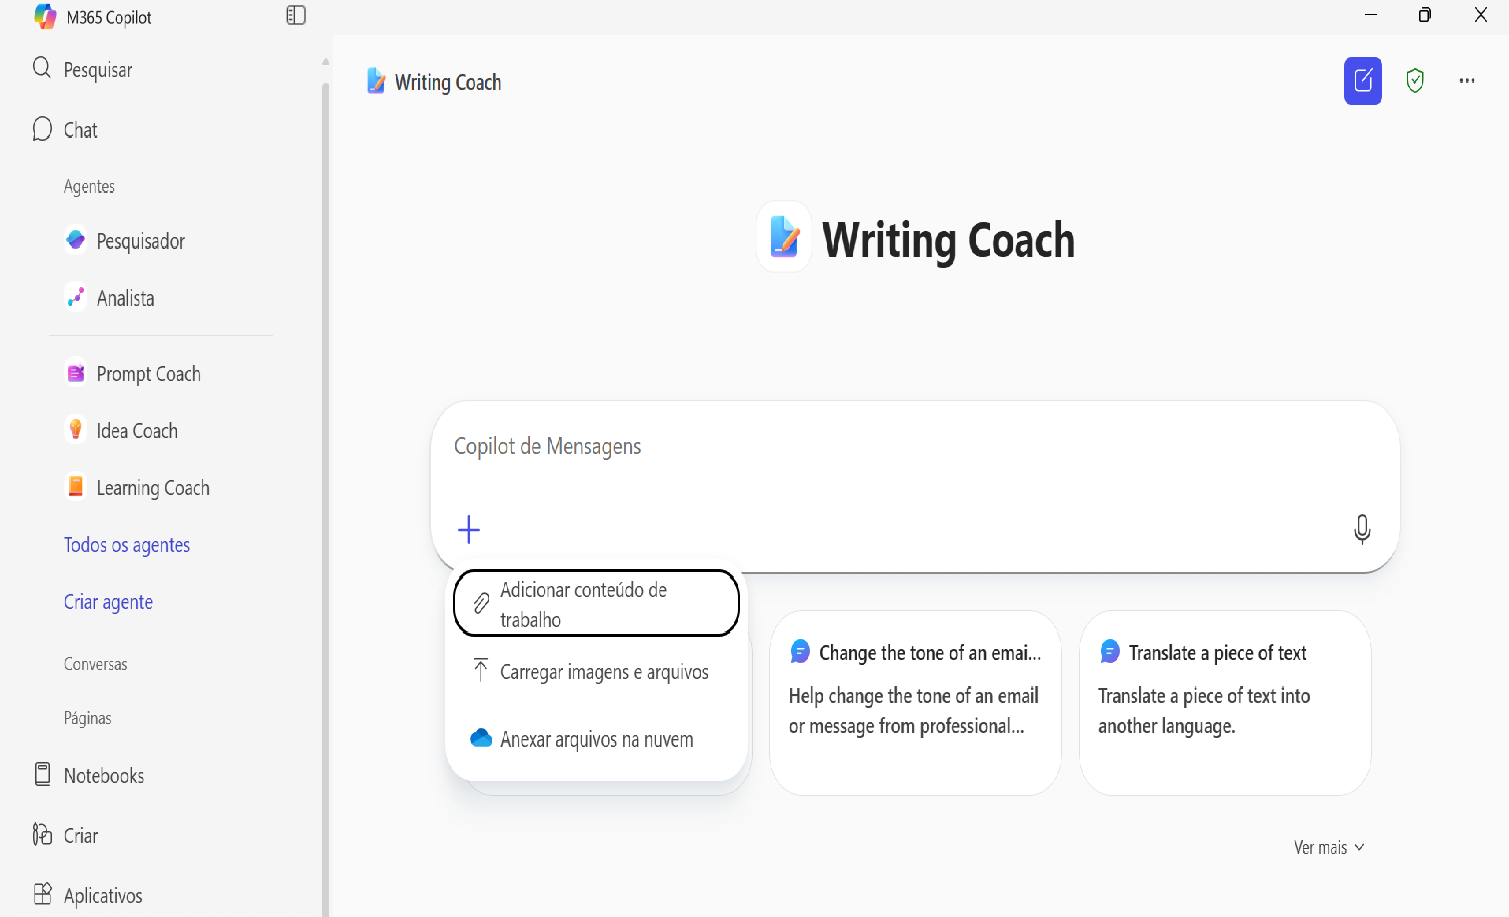 M365 Copilot
Pesquisar
Chat
Agentes
Pesquisador
Analista
Prompt Coach
Idea Coach
Learning Coach
Todos os agentes
Criar agente
Conversas
Páginas
Notebooks
Criar
Aplicativos
Writing Coach
Writing Coach
Copilot de Mensagens
Adicionar conteúdo de
trabalho
Carregar imagens e arquivos
Anexar arquivos na nuvem
Change the tone of an emai...
Help change the tone of an email
or message from professional...
Translate a piece of text
Translate a piece of text into
another language.
Ver mais